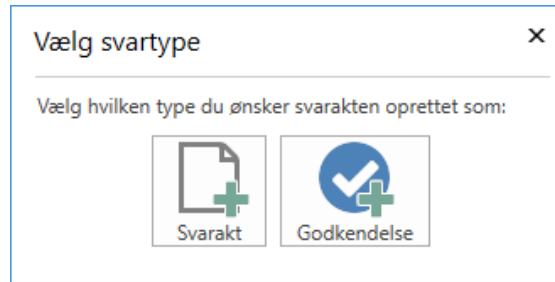 Vælg svartype
Vælg hvilken type du ønsker svarakten oprettet som:
Svarakt
Godkendelse